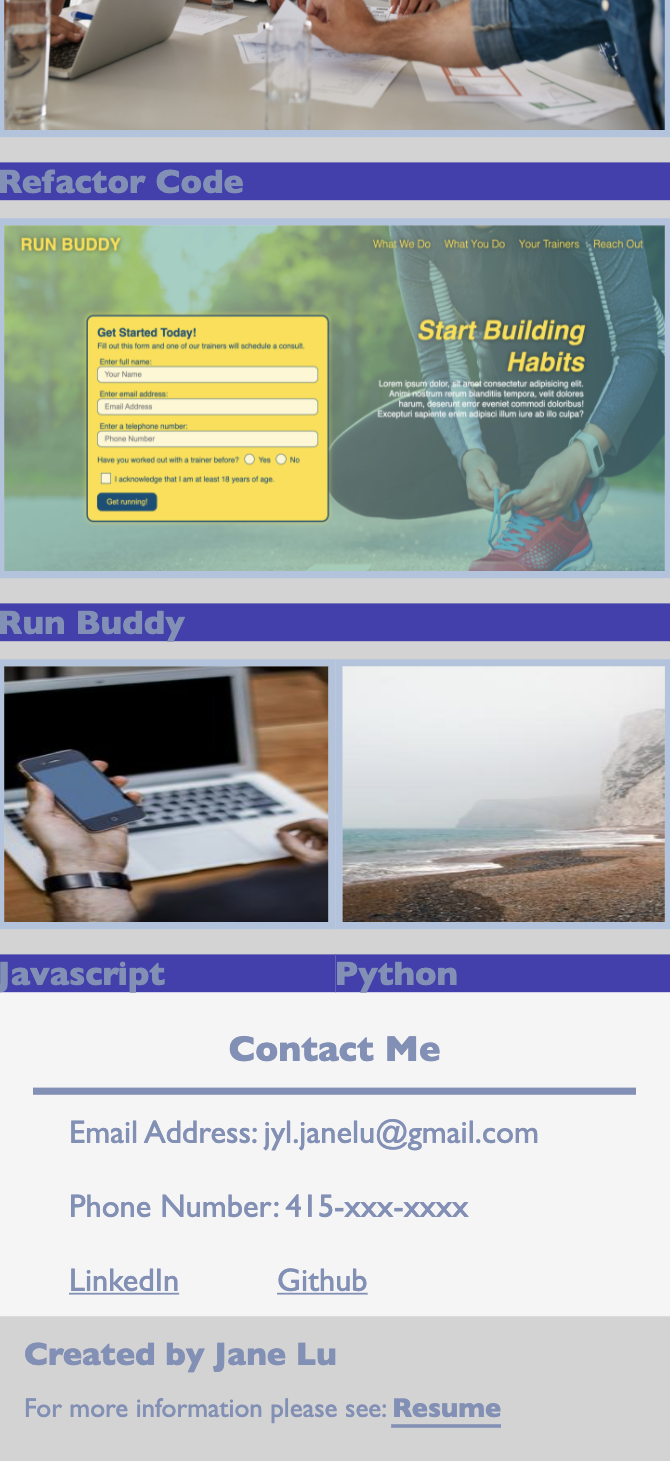 Refactor Code
RUN BUDDY
What We Do What You Do Your Trainers Reach Out
Get Started Today!
Fill out this form and one of our trainers will schedule a consult.
Enter full name:
Your Name
Enter email address:
Email Address
Enter a telephone number:
Phone Number
Have you worked out with a trainer before? Yes No
I acknowledge that I am at least 18 years of age.
Get running!
Start Building
Habits
Lorem ipsum dolor, sit amet consectetur adipisicing elit.
Animi nostrum rerum blanditiis tempora, velit dolores
harum, deserunt error eveniet commodi doloribus!
Excepturi sapiente enim adipisci illum iure ab illo culpa?
Run Buddy
Javascript
Python
Contact Me
Email Address: jyl.janelu@gmail.com
Phone Number: 415-xxx-xxxx
LinkedIn Github
Created by Jane Lu
For more information please see: Resume